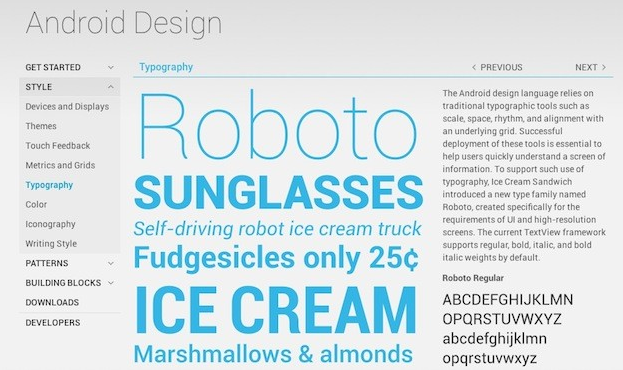 Android Design
GET STARTED
STYLE
Devices and Displays
Themes
Touch Feedback
Metrics and Grids
Typography
Color
Iconography
Writing Style
PATTERNS
BUILDING BLOCKS
DOWNLOADS
DEVELOPERS
Typography
PREVIOUS
NEXT
Roboto
SUNGLASSES
Self-driving robot ice cream truck
Fudgesicles only 25¢
ICE CREAM
Marshmallows & almonds
The Android design language relies on
traditional typographic tools such as
scale, space, rhythm, and alignment with
an underlying grid. Successful
deployment of these tools is essential to
help users quickly understand a screen of
information. To support such use of
typography, Ice Cream Sandwich
introduced a new type family named
Roboto, created specifically for the
requirements of UI and high-resolution
screens. The current TextView framework
supports regular, bold, italic, and bold
italic weights by default.
Roboto Regular
ABCDEFGHIJKLMN
OPQRSTUVWXYZ
abcdefghijklmn
opqrstuvwxyz